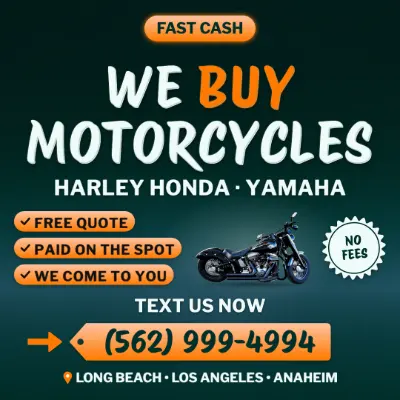 FAST CASH
WE BUY
MOTORCYCLES
HARLEY HONDA · YAMAHA
FREE QUOTE
PAID ON THE SPOT
WE COME TO YOU
NO
FEES
TEXT US NOW
(562) 999-4994
LONG BEACH • LOS ANGELES • ANAHEIM